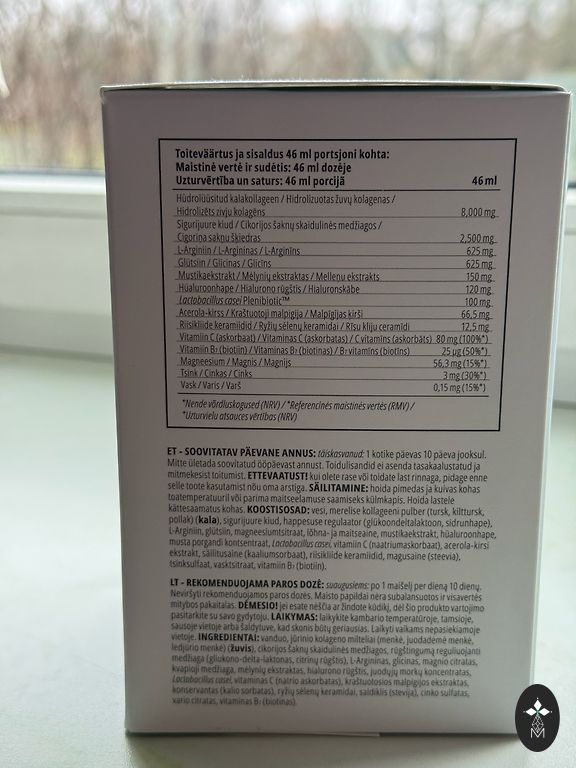 Toiteväärtus ja sisaldus 46 ml portsjoni kohta:
Maistinė vertė ir sudėtis: 46 ml dozėje
Uzturvērtība un saturs: 46 ml porcijā 46 ml
Hüdrolüüsitud kalakollageen / Hidrolizuotas žuvų kolagenas /
Hidrolizēts zivju kolagēns 8,000 mg
Sigurijuure kiud / Cikorijos šaknų skaidulinės medžiagos /
Cigoriņa sakņu šķiedras 2,500 mg
L-Arginiin / L-Argininas / L-Arginīns 625 mg
Glütsiin / Glicinas / Glicīns 625 mg
Mustikaekstrakt / Mėlynių ekstraktas / Melleņu ekstrakts 150 mg
Hüaluroonhape / Hialurono rūgštis / Hialuronskābe 120 mg
Lactobacillus casei Plenibiotic™ 100 mg
Acerola-kirss / Kraštuotoji malpigija / Malpīgijas ķirši 66,5 mg
Riisikliide keramiidid / Ryžių sėlenų keramidai / Rīsu kliju ceramīdi 12,5 mg
Vitamiin C (askorbaat) / Vitaminas C (askorbatas) / C vitamīns (askorbāts) 80 mg (100%*)
Vitamiin B₇ (biotiin) / Vitaminas B₇ (biotinas) / B₇ vitamīns (biotīns) 25 µg (50%*)
Magneesium / Magnis / Magnijs 56,3 mg (15%*)
Tsink / Cinkas / Cinks 3 mg (30%*)
Vask / Varis / Varš 0,15 mg (15%*)
*Nende võrdluskogused (NRV) / *Referencinės maistinės vertės (RMV) /
*Uzturvielu atsauces vērtības (NRV)
ET - SOOVITATAV PÄEVANE ANNUS: täiskasvanud: 1 kotike päevas 10 päeva jooksul.
Mitte ületada soovitatud ööpäevast annust. Toidulisandid ei asenda tasakaalustatud ja
mitmekesist toitumist. ETTEVAATUST! kui olete rase või toidate last rinnaga, pidage enne
selle toote kasutamist nõu oma arstiga. SÄILITAMINE: hoida pimedas ja kuivas kohas
toatemperatuuril või parima maitseelamuse saamiseks külmkapis. Hoida lastele
kättesaamatus kohas. KOOSTISOSAD: vesi, merelise kollageeni pulber (tursk, kilttursk,
pollak) (kala), sigurijuure kiud, happesuse regulaator (glükoondeltalaktoon, sidrunhape),
L-Arginiin, glütsiin, magneesiumtsitraat, lõhna- ja maitseaine, mustikaekstrakt, hüaluroonhape,
musta porgandi kontsentraat, Lactobacillus casei, vitamiin C (naatriumaskorbaat), acerola-kirsi
ekstrakt, säilitusaine (kaaliumsorbaat), riisikliide keramiidid, magusaine (steevia),
tsinksulfaat, vasktsitraat, vitamiin B₇ (biotiin).
LT - REKOMENDUOJAMA PAROS DOZĖ: suaugusiems: po 1 maišelį per dieną 10 dienų.
Neviršyti rekomenduojamos paros dozės. Maisto papildai nėra subalansuotos ir visavertės
mitybos pakaitalas. DĖMESIO! jei esate nėščia ar žindote kūdikį, dėl šio produkto vartojimo
pasitarkite su savo gydytoju. LAIKYMAS: laikykite kambario temperatūroje, tamsioje,
sausoje vietoje arba šaldytuve, kad skonis būtų geriausias. Laikyti vaikams nepasiekiamoje
vietoje. INGREDIENTAI: vanduo, jūrinio kolageno milteliai (menkė, juodadėmė menkė,
ledjūrio menkė) (žuvis), cikorijos šaknų skaidulinės medžiagos, rūgštingumą reguliuojanti
medžiaga (gliukono-delta-laktonas, citrinų rūgštis), L-Argininas, glicinas, magnio citratas,
kvapioji medžiaga, mėlynių ekstraktas, hialurono rūgštis, juodųjų morkų koncentratas,
Lactobacillus casei, vitaminas C (natrio askorbatas), kraštuotosios malpigijos ekstraktas,
konservantas (kalio sorbatas), ryžių sėlenų keramidai, saldiklis (stevija), cinko sulfatas,
vario citratas, vitaminas B₇ (biotinas).
M